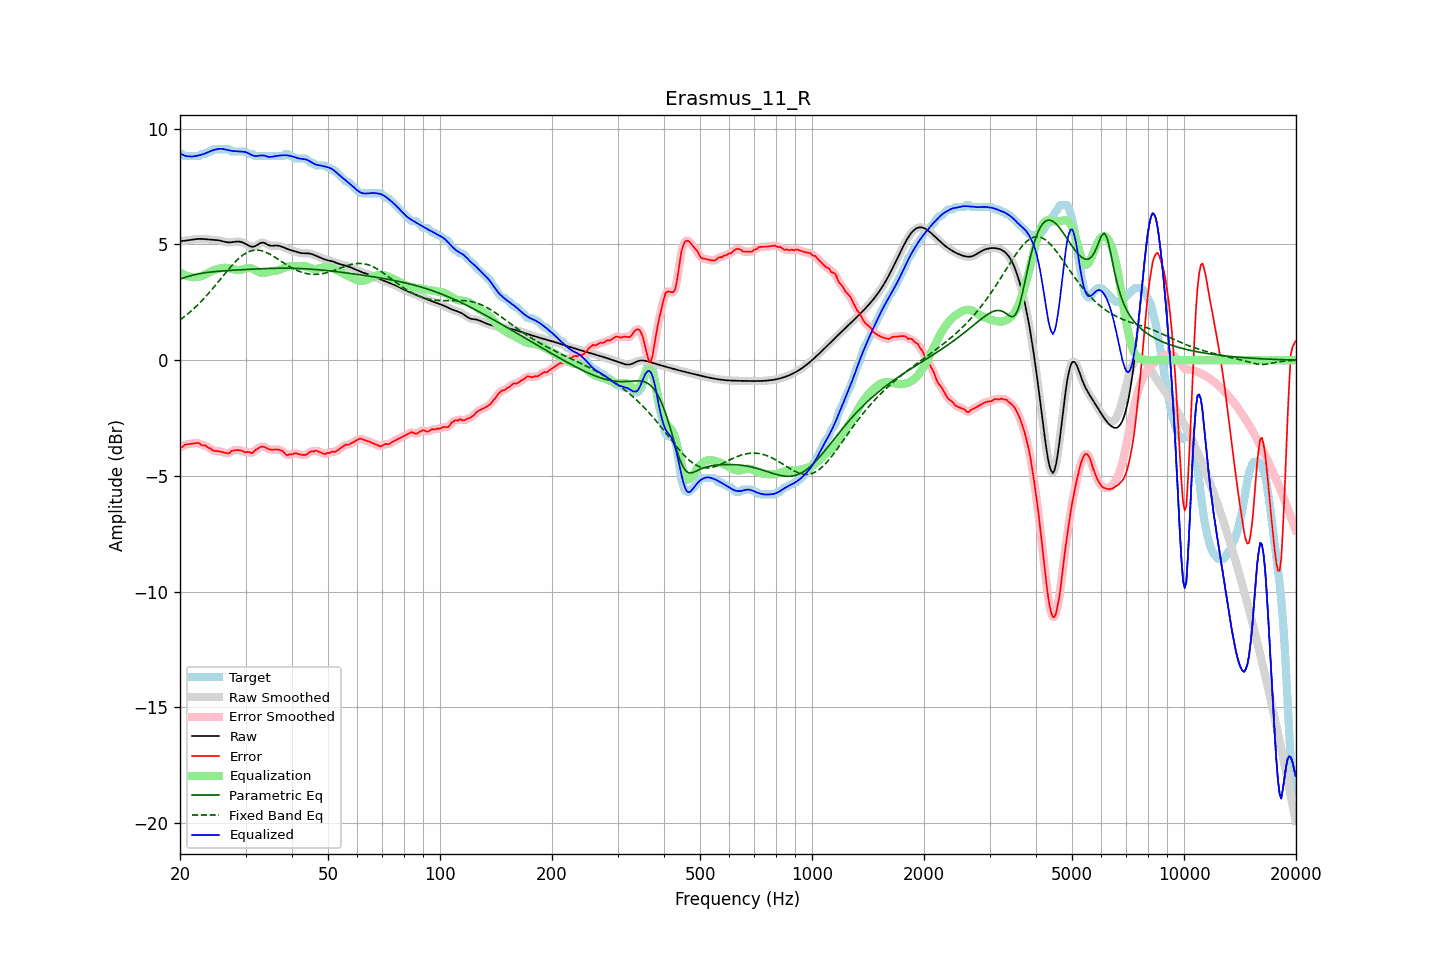 Erasmus_11_R
10
5
0
−5
−10
−15
−20
Amplitude (dBr)
Target
Raw Smoothed
Error Smoothed
Raw
Error
Equalization
Parametric Eq
Fixed Band Eq
Equalized
20 50 100 200 500 1000 2000 5000 10000 20000
Frequency (Hz)